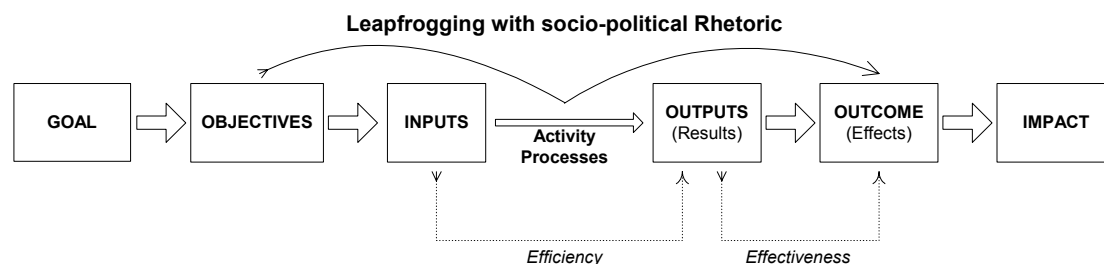 Leapfrogging with socio-political Rhetoric
GOAL
OBJECTIVES
INPUTS
Activity
Processes
OUTPUTS
(Results)
OUTCOME
(Effects)
IMPACT
Efficiency
Effectiveness